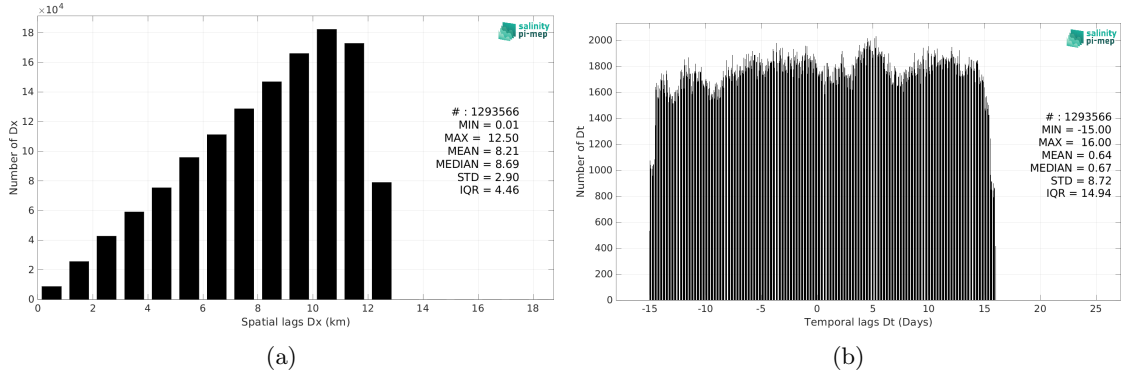 ×10⁴
18
16
14
12
10
8
6
4
2
0
Number of Dx
0 2 4 6 8 10 12 14 16 18
Spatial lags Dx (km)
salinity
pi-mep
# : 1293566
MIN = 0.01
MAX = 12.50
MEAN = 8.21
MEDIAN = 8.69
STD = 2.90
IQR = 4.46
(a)
2000
1800
1600
1400
1200
1000
800
600
400
200
0
Number of Dt
-15 -10 -5 0 5 10 15 20 25
Temporal lags Dt (Days)
salinity
pi-mep
# : 1293566
MIN = -15.00
MAX = 16.00
MEAN = 0.64
MEDIAN = 0.67
STD = 8.72
IQR = 14.94
(b)